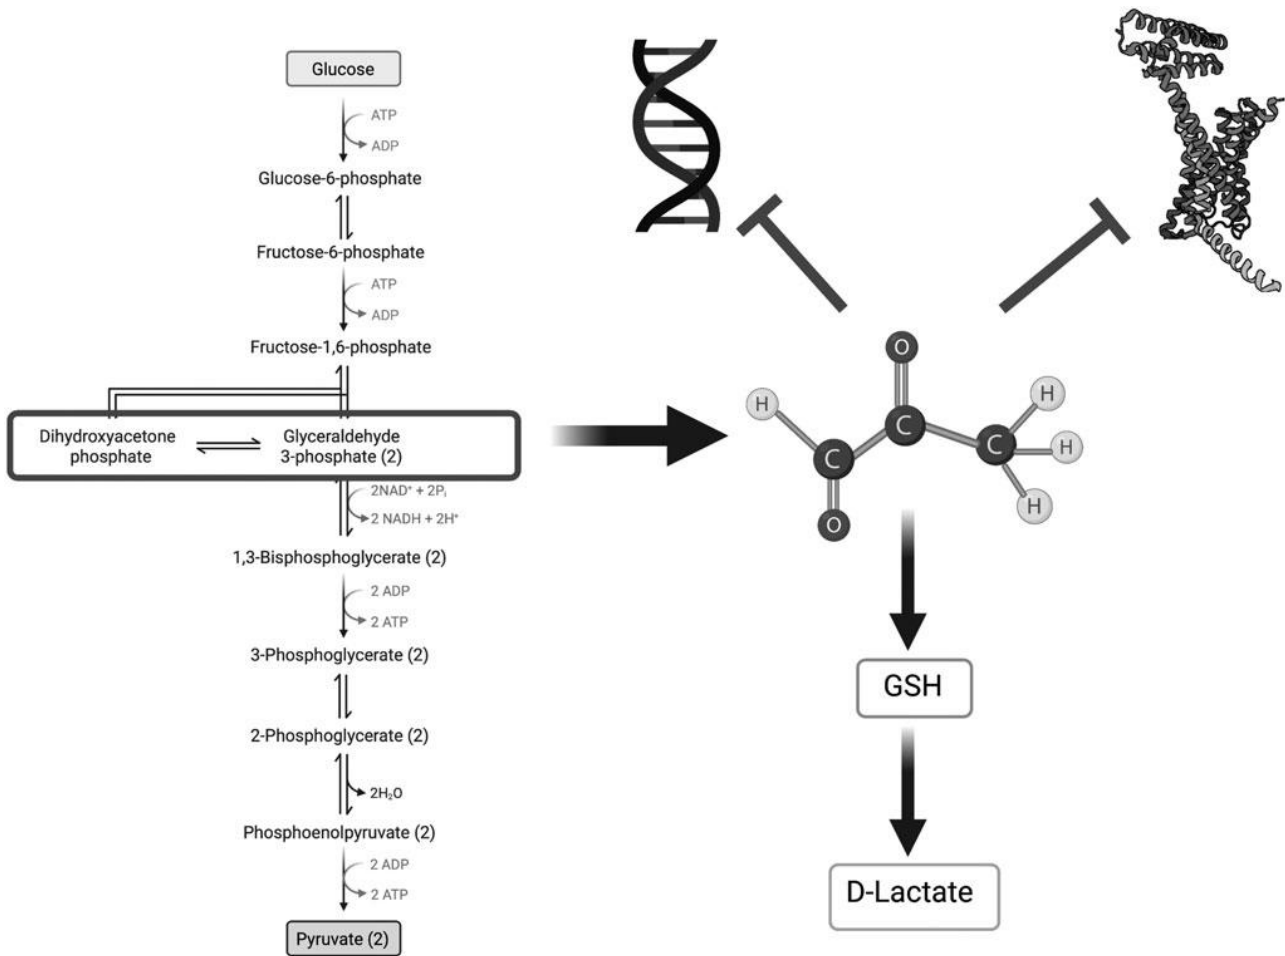 Glucose
ATP
ADP
Glucose-6-phosphate
Fructose-6-phosphate
ATP
ADP
Fructose-1,6-phosphate
Dihydroxyacetone
phosphate
Glyceraldehyde
3-phosphate (2)
2NAD⁺ + 2Pᵢ
2 NADH + 2H⁺
1,3-Bisphosphoglycerate (2)
2 ADP
2 ATP
3-Phosphoglycerate (2)
2-Phosphoglycerate (2)
2H₂O
Phosphoenolpyruvate (2)
2 ADP
2 ATP
Pyruvate (2)
O
H
H
C
C
C
H
H
O
GSH
D-Lactate